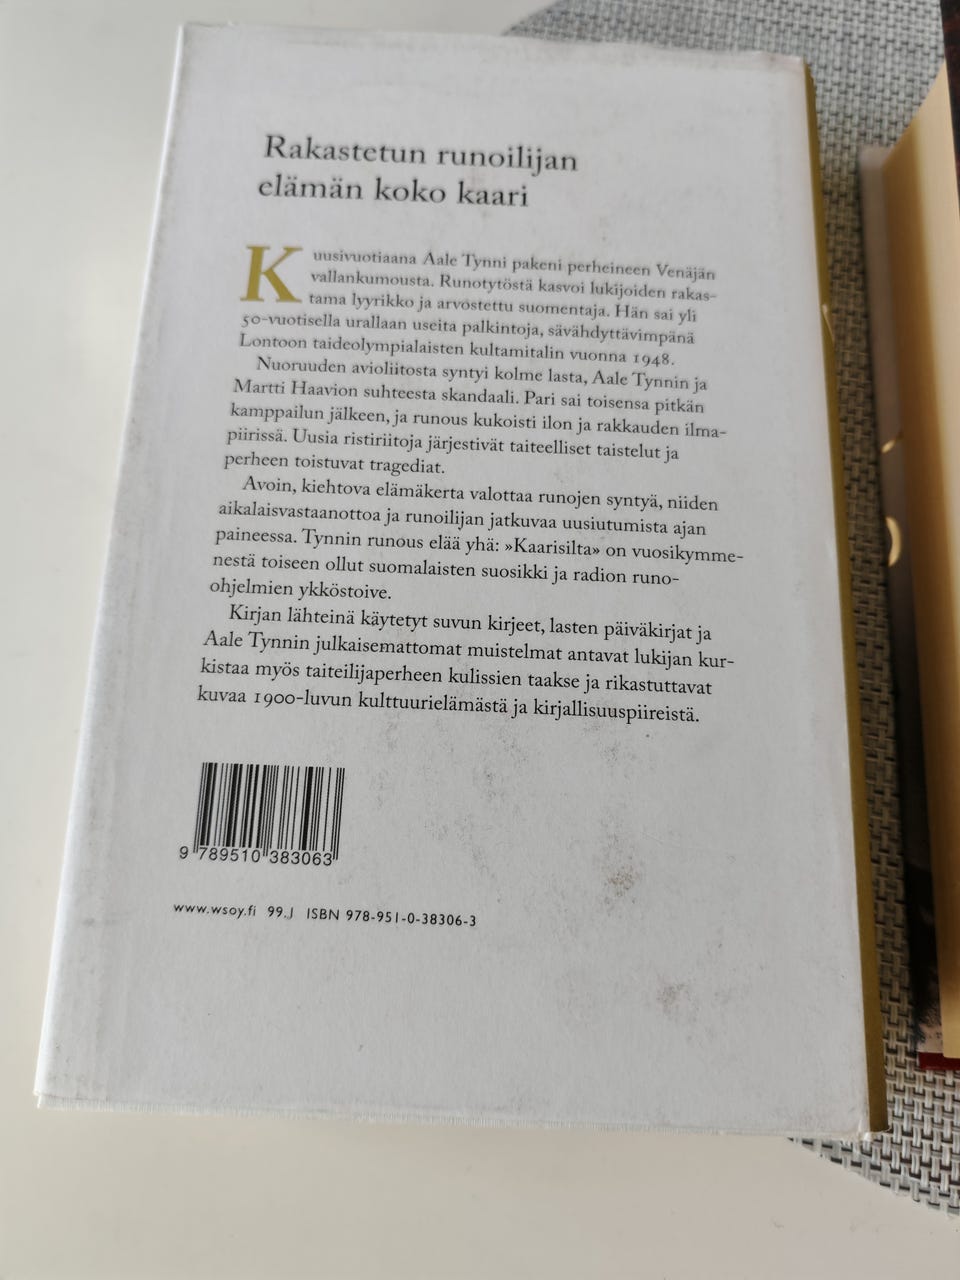 Rakastetun runoilijan
elämän koko kaari
Kuusivuotiaana Aale Tynni pakeni perheineen Venäjän
vallankumousta. Runotytöstä kasvoi lukijoiden rakas-
tama lyyrikko ja arvostettu suomentaja. Hän sai yli
50-vuotisella urallaan useita palkintoja, sävähdyttävimpänä
Lontoon taideolympialaisten kultamitalin vuonna 1948.
Nuoruuden avioliitosta syntyi kolme lasta, Aale Tynnin ja
Martti Haavion suhteesta skandaali. Pari sai toisensa pitkän
kamppailun jälkeen, ja runous kukoisti ilon ja rakkauden ilma-
piirissä. Uusia ristiriitoja järjestivät taiteelliset taistelut ja
perheen toistuvat tragediat.
Avoin, kiehtova elämäkerta valottaa runojen syntyä, niiden
aikalaisvastaanottoa ja runoilijan jatkuvaa uusiutumista ajan
paineessa. Tynnin runous elää yhä: »Kaarisilta» on vuosikymme-
nestä toiseen ollut suomalaisten suosikki ja radion runo-
ohjelmien ykköstoive.
Kirjan lähteinä käytetyt suvun kirjeet, lasten päiväkirjat ja
Aale Tynnin julkaisemattomat muistelmat antavat lukijan kur-
kistaa myös taiteilijaperheen kulissien taakse ja rikastuttavat
kuvaa 1900-luvun kulttuurielämästä ja kirjallisuuspiireistä.
9 789510 383063
www.wsoy.fi 99.1 ISBN 978-951-0-38306-3